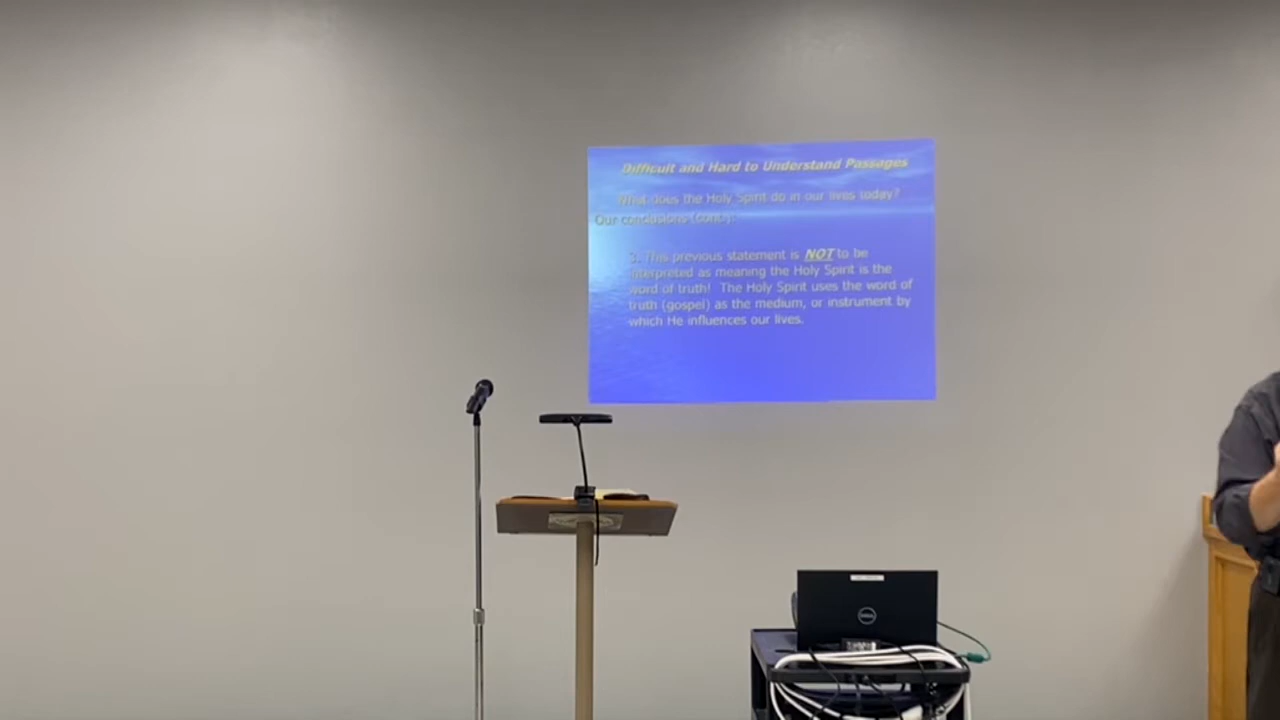 Difficult and Hard to Understand Passages
What does the Holy Spirit do in our lives today?
Our conclusions (cont.):
3. This previous statement is NOT to be
interpreted as meaning the Holy Spirit is the
word of truth! The Holy Spirit uses the word of
truth (gospel) as the medium, or instrument by
which He influences our lives.
DELL